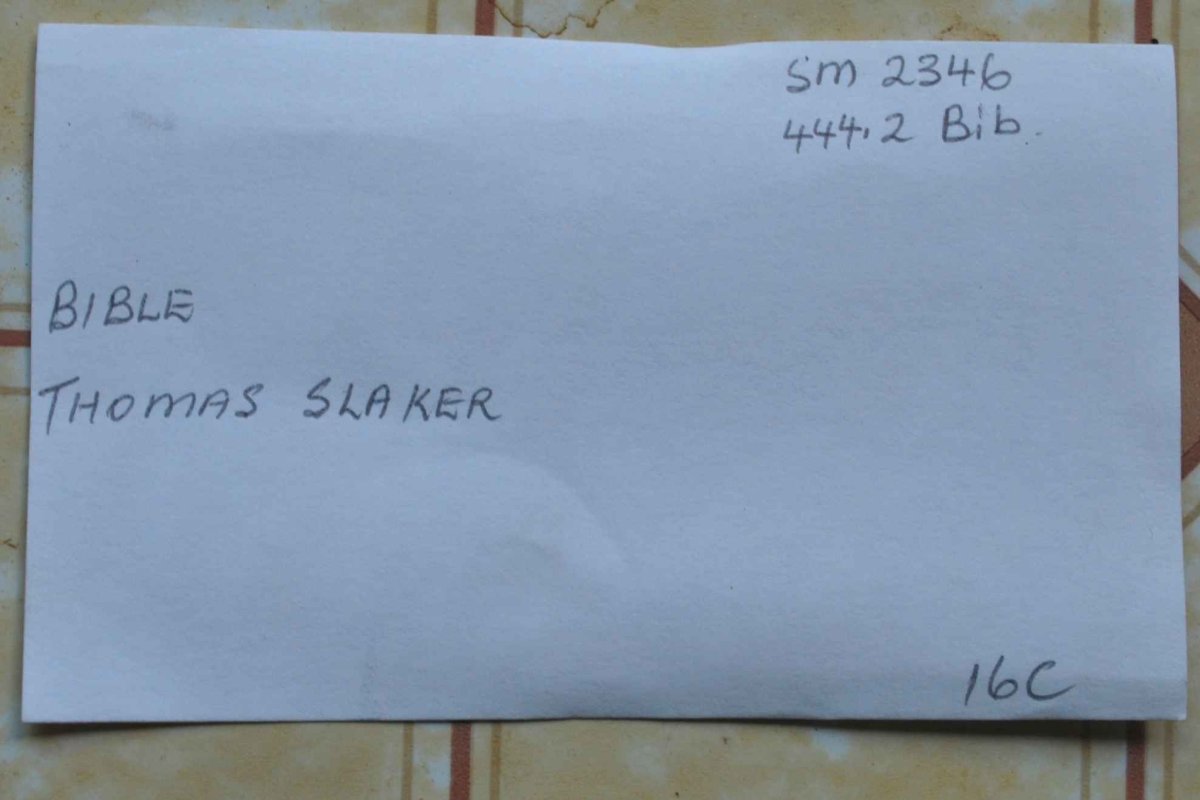 Sm 2346
444.2 Bib.
BIBLE
THOMAS SLAKER
16C